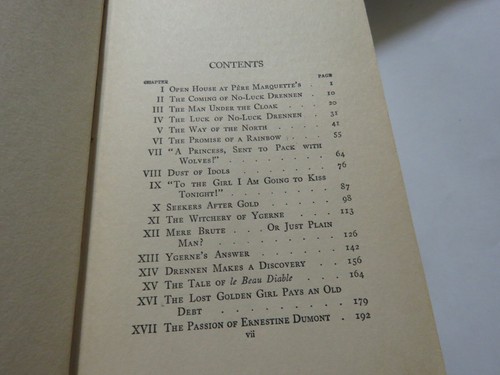 CONTENTS
CHAPTER PAGE
I OPEN HOUSE AT PÈRE MARQUETTE'S . 1
II THE COMING OF NO-LUCK DRENNEN . . 10
III THE MAN UNDER THE CLOAK . . . 20
IV THE LUCK OF NO-LUCK DRENNEN . . 31
V THE WAY OF THE NORTH . . . . 41
VI THE PROMISE OF A RAINBOW . . . 55
VII "A PRINCESS, SENT TO PACK WITH
WOLVES!" . . . . . . . 64
VIII DUST OF IDOLS . . . . . . 76
IX "TO THE GIRL I AM GOING TO KISS
TONIGHT!" . . . . . . . 87
X SEEKERS AFTER GOLD . . . . . 98
XI THE WITCHERY OF YGERNE . . . . 113
XII MERE BRUTE . . . OR JUST PLAIN
MAN? . . . . . . . . 126
XIII YGERNE'S ANSWER . . . . . . 142
XIV DRENNEN MAKES A DISCOVERY . . . 156
XV THE TALE OF le Beau Diable . . . 164
XVI THE LOST GOLDEN GIRL PAYS AN OLD
DEBT . . . . . . . . 179
XVII THE PASSION OF ERNESTINE DUMONT . 192
vii